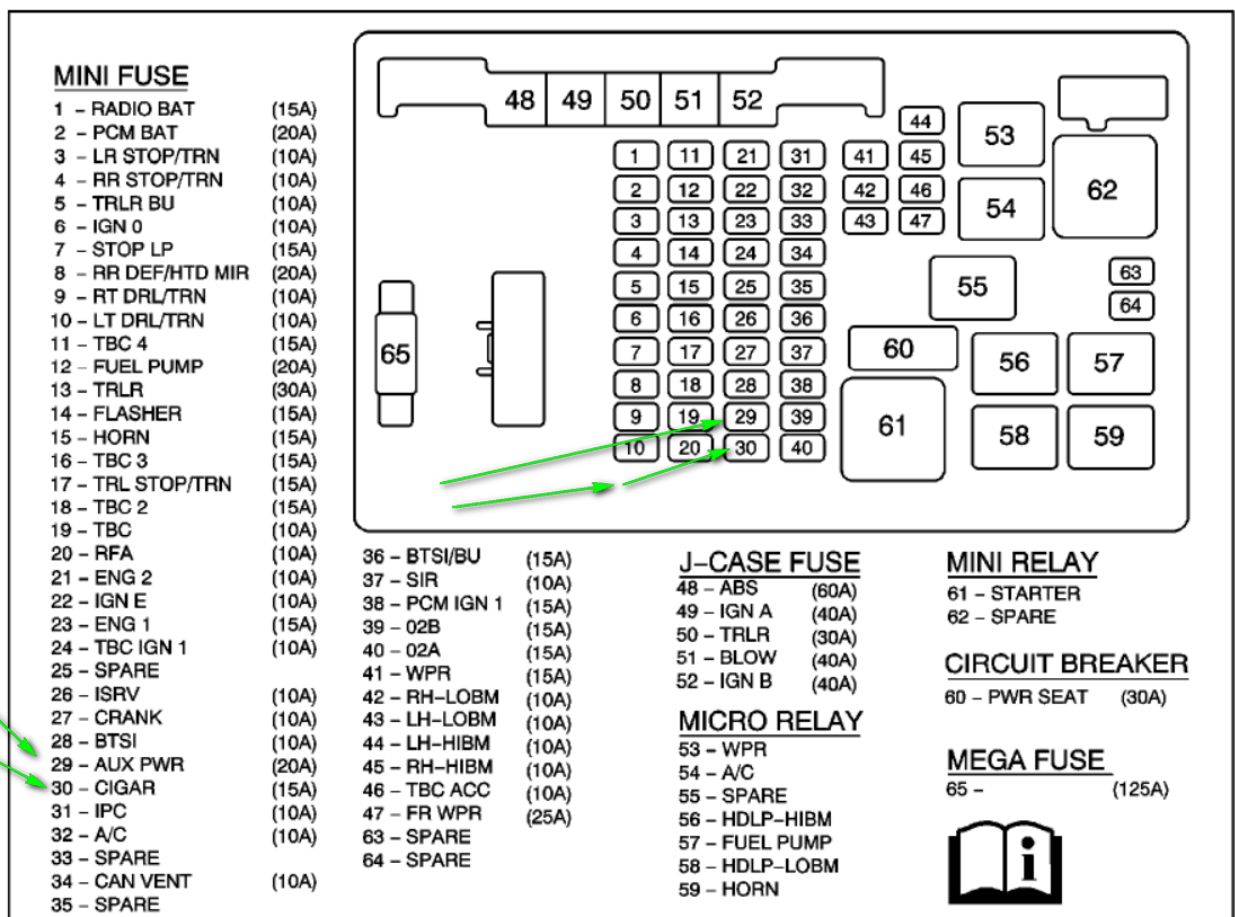 MINI FUSE
1 – RADIO BAT (15A)
2 – PCM BAT (20A)
3 – LR STOP/TRN (10A)
4 – RR STOP/TRN (10A)
5 – TRLR BU (10A)
6 – IGN 0 (10A)
7 – STOP LP (15A)
8 – RR DEF/HTD MIR (20A)
9 – RT DRL/TRN (10A)
10 – LT DRL/TRN (10A)
11 – TBC 4 (15A)
12 – FUEL PUMP (20A)
13 – TRLR (30A)
14 – FLASHER (15A)
15 – HORN (15A)
16 – TBC 3 (15A)
17 – TRL STOP/TRN (15A)
18 – TBC 2 (15A)
19 – TBC (10A)
20 – RFA (10A)
21 – ENG 2 (10A)
22 – IGN E (10A)
23 – ENG 1 (15A)
24 – TBC IGN 1 (10A)
25 – SPARE
26 – ISRV (10A)
27 – CRANK (10A)
28 – BTSI (10A)
29 – AUX PWR (20A)
30 – CIGAR (15A)
31 – IPC (10A)
32 – A/C (10A)
33 – SPARE
34 – CAN VENT (10A)
35 – SPARE
48 49 50 51 52
44 53
1 11 21 31 41 45
2 12 22 32 42 46 54 62
3 13 23 33 43 47
4 14 24 34
5 15 25 35 55 63
6 16 26 36 64
65 7 17 27 37 60 56 57
8 18 28 38
9 19 29 39 61 58 59
10 20 30 40
36 – BTSI/BU (15A)
37 – SIR (10A)
38 – PCM IGN 1 (15A)
39 – 02B (15A)
40 – 02A (15A)
41 – WPR (15A)
42 – RH–LOBM (10A)
43 – LH–LOBM (10A)
44 – LH–HIBM (10A)
45 – RH–HIBM (10A)
46 – TBC ACC (10A)
47 – FR WPR (25A)
63 – SPARE
64 – SPARE
J–CASE FUSE
48 – ABS (60A)
49 – IGN A (40A)
50 – TRLR (30A)
51 – BLOW (40A)
52 – IGN B (40A)
MICRO RELAY
53 – WPR
54 – A/C
55 – SPARE
56 – HDLP–HIBM
57 – FUEL PUMP
58 – HDLP–LOBM
59 – HORN
MINI RELAY
61 – STARTER
62 – SPARE
CIRCUIT BREAKER
60 – PWR SEAT (30A)
MEGA FUSE
65 – (125A)
i